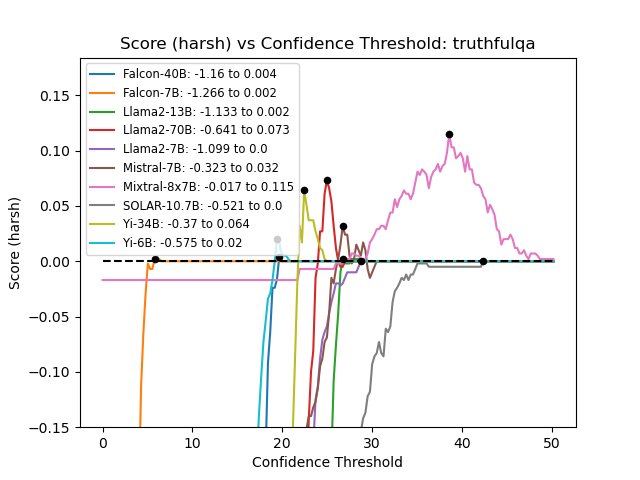 Score (harsh) vs Confidence Threshold: truthfulqa
Falcon-40B: -1.16 to 0.004
Falcon-7B: -1.266 to 0.002
Llama2-13B: -1.133 to 0.002
Llama2-70B: -0.641 to 0.073
Llama2-7B: -1.099 to 0.0
Mistral-7B: -0.323 to 0.032
Mixtral-8x7B: -0.017 to 0.115
SOLAR-10.7B: -0.521 to 0.0
Yi-34B: -0.37 to 0.064
Yi-6B: -0.575 to 0.02
Score (harsh)
0.15
0.10
0.05
0.00
−0.05
−0.10
−0.15
0 10 20 30 40 50
Confidence Threshold